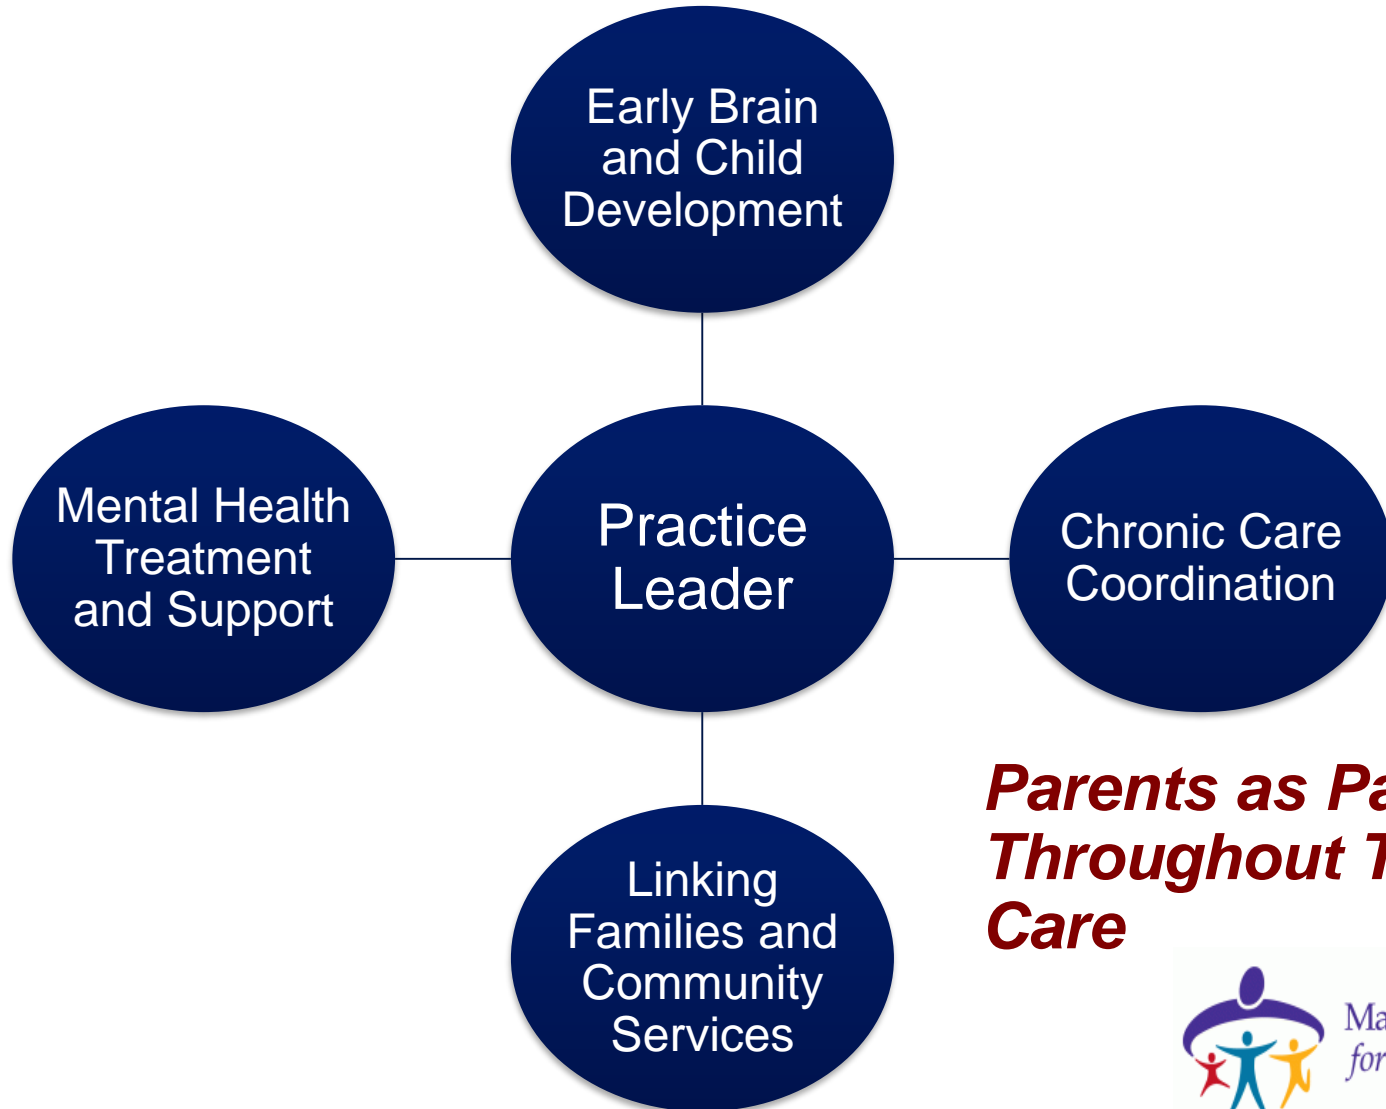 Early Brain
and Child
Development
Mental Health
Treatment
and Support
Practice
Leader
Chronic Care
Coordination
Linking
Families and
Community
Services
Parents as
Throughout
Care
for